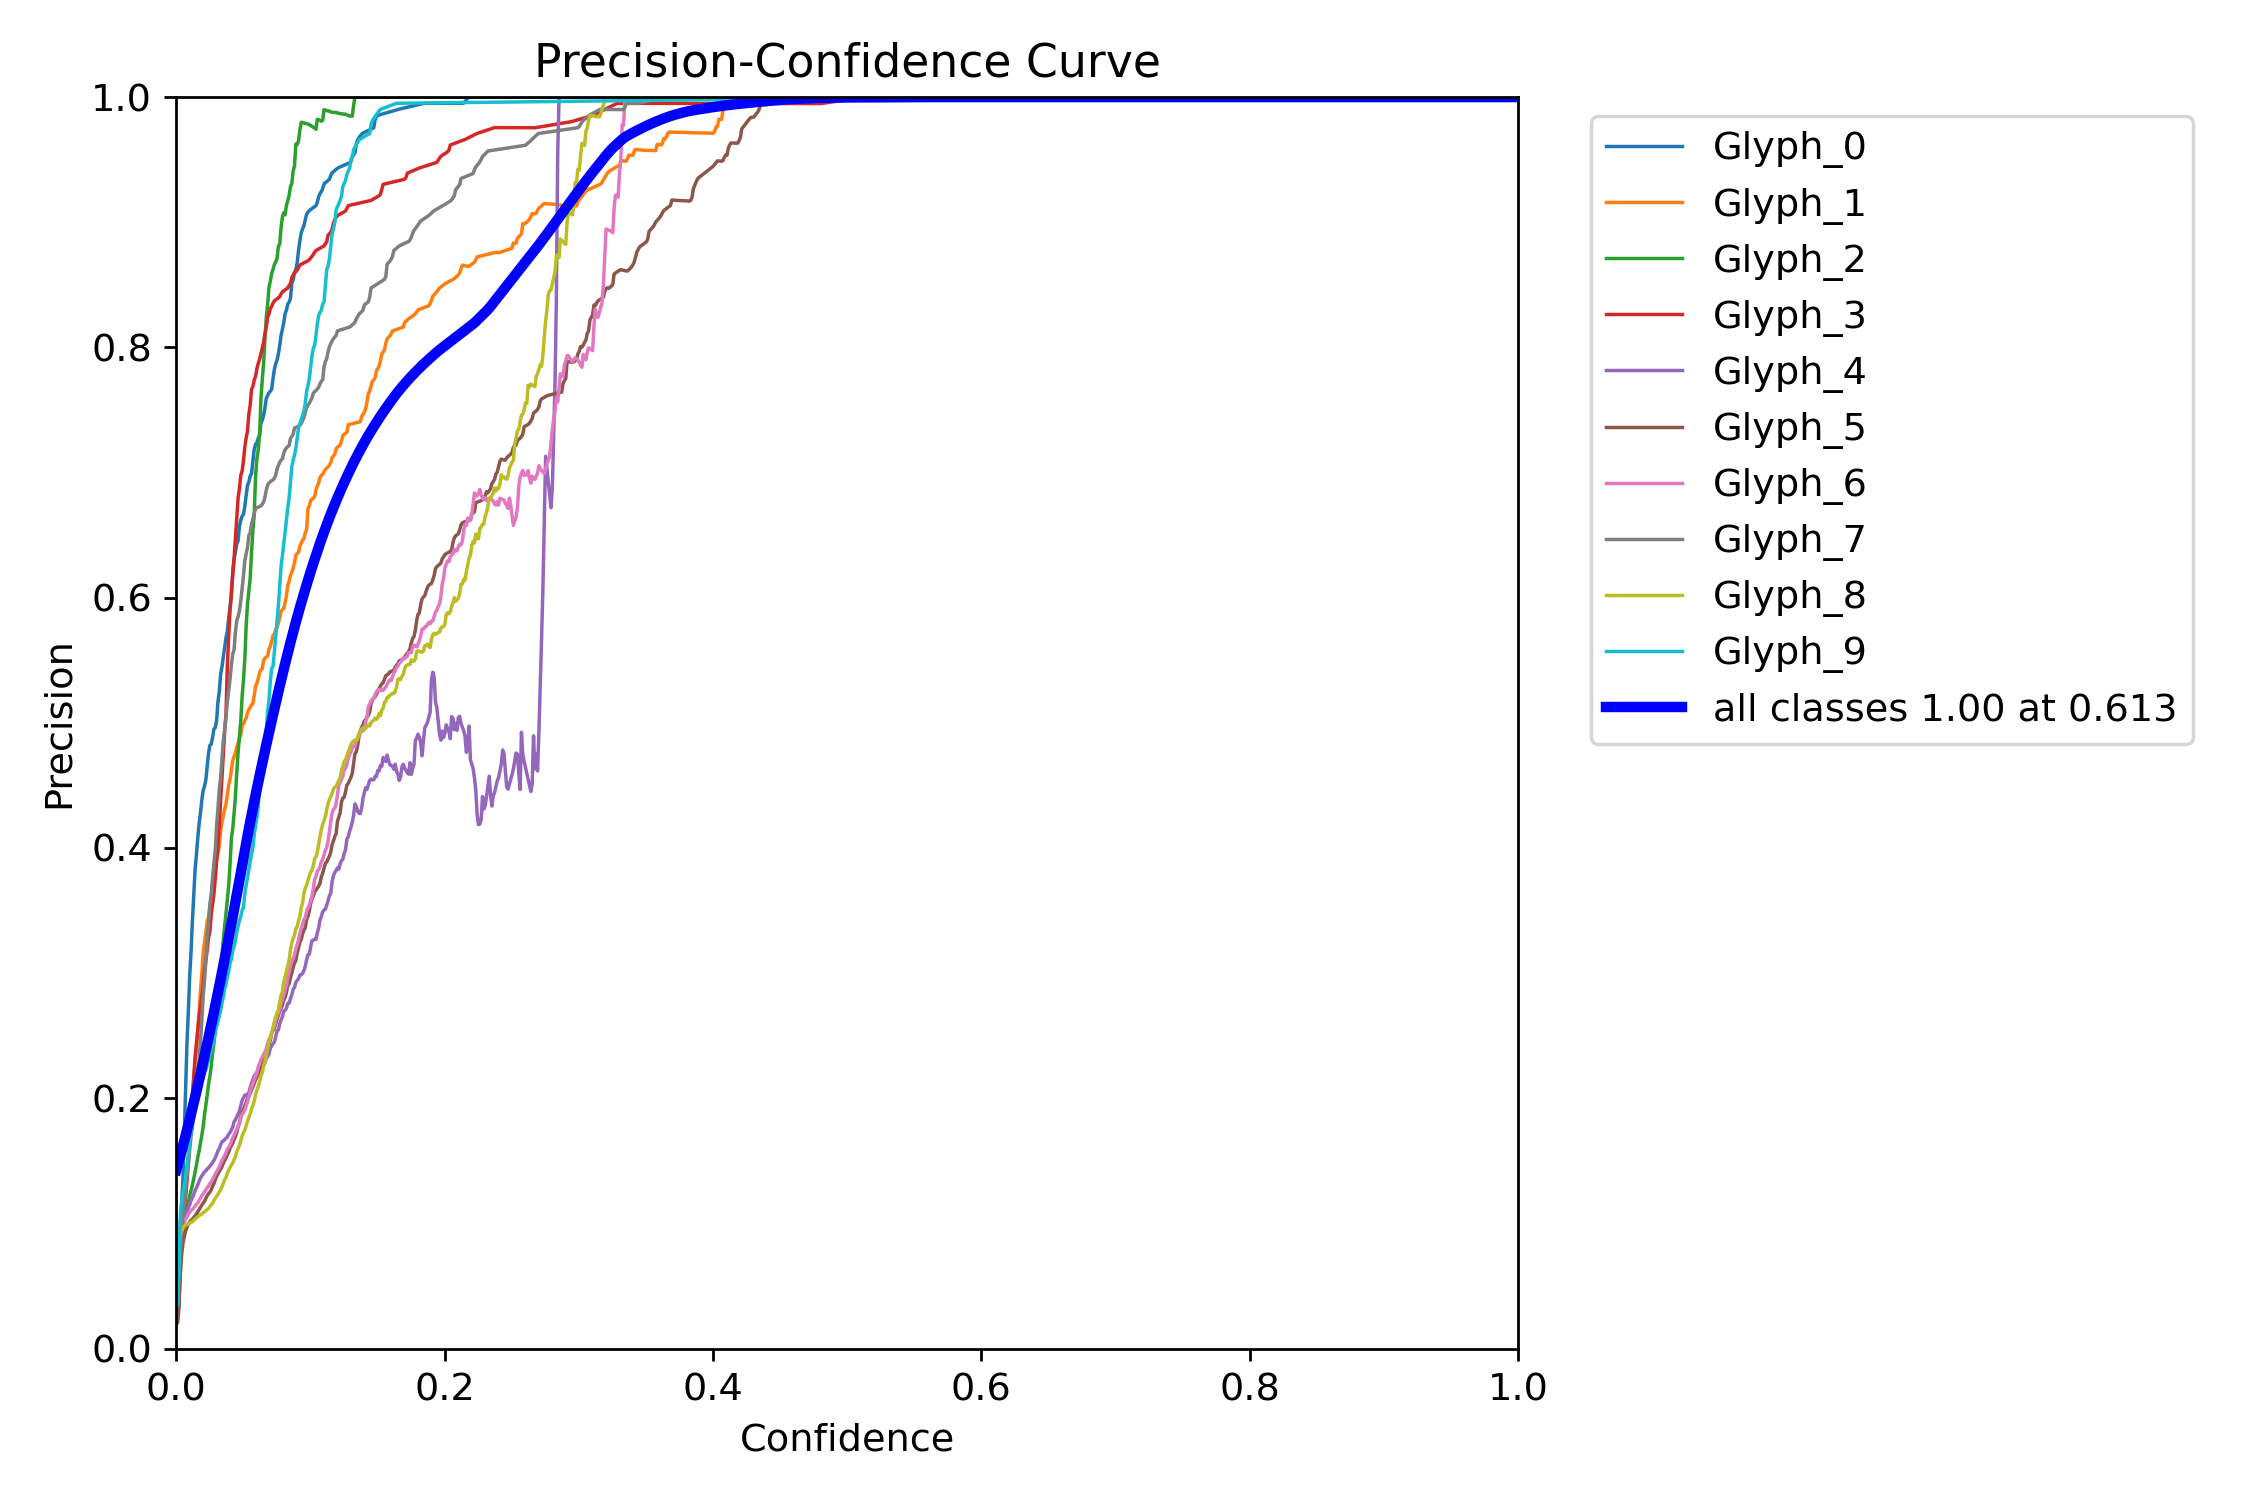 Precision-Confidence Curve
1.0
0.8
0.6
0.4
0.2
0.0
Precision
0.0 0.2 0.4 0.6 0.8 1.0
Confidence
Glyph_0
Glyph_1
Glyph_2
Glyph_3
Glyph_4
Glyph_5
Glyph_6
Glyph_7
Glyph_8
Glyph_9
all classes 1.00 at 0.613